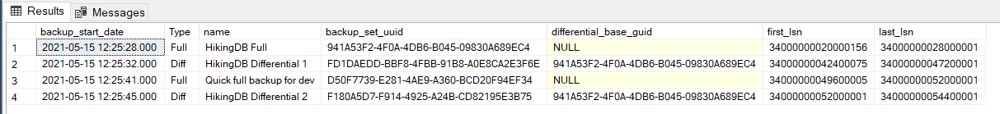 Results Messages
backup_start_date Type name backup_set_uuid differential_base_guid first_lsn last_lsn
1 2021-05-15 12:25:28.000 Full HikingDB Full 941A53F2-4F0A-4DB6-B045-09830A689EC4 NULL 34000000020000156 34000000028000001
2 2021-05-15 12:25:32.000 Diff HikingDB Differential 1 FD1DAEDD-BBF8-4FBB-91B8-A0E8CA2E3F6E 941A53F2-4F0A-4DB6-B045-09830A689EC4 34000000042400075 34000000047200001
3 2021-05-15 12:25:41.000 Full Quick full backup for dev D50F7739-E281-4AE9-A360-BCD20F94EF34 NULL 34000000049600005 34000000052000001
4 2021-05-15 12:25:45.000 Diff HikingDB Differential 2 F180A5D7-F914-4925-A24B-CD82195E3B75 941A53F2-4F0A-4DB6-B045-09830A689EC4 34000000052000001 34000000054400001